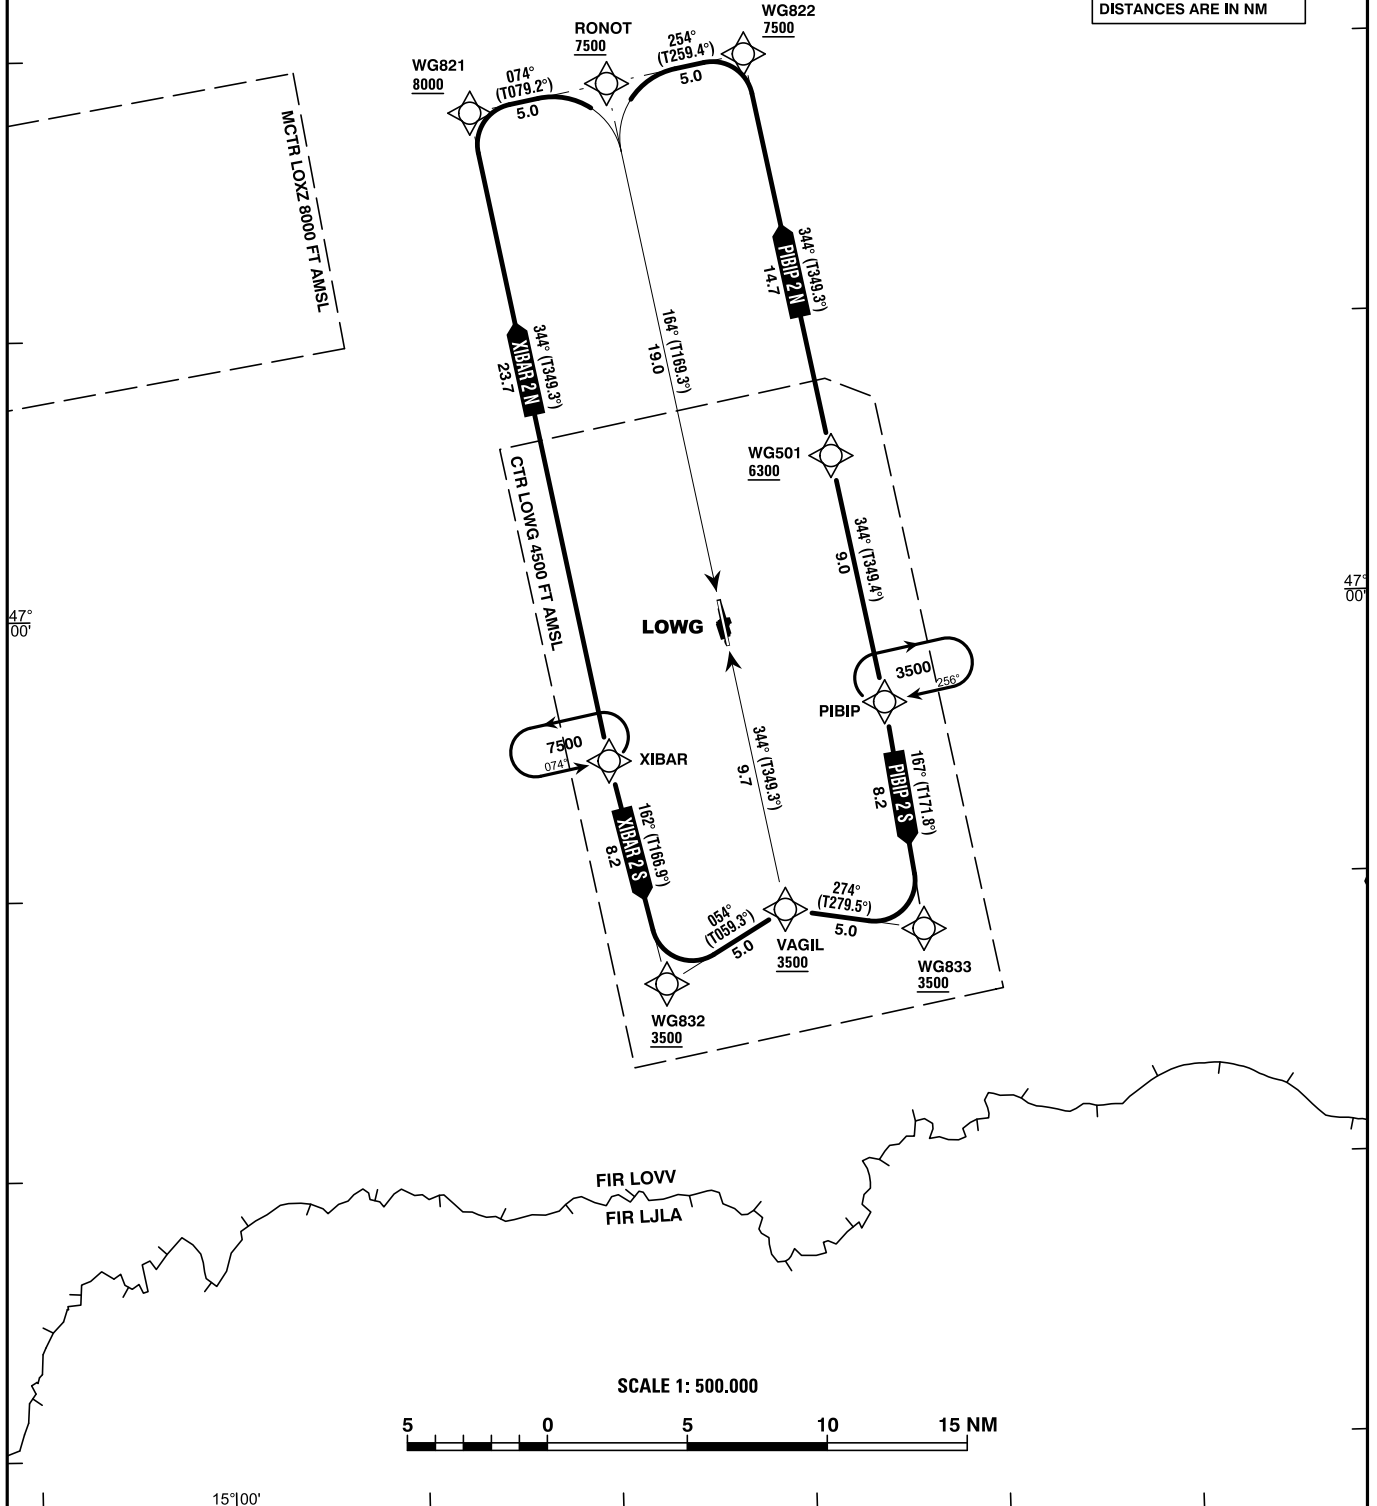 DISTANCES ARE IN NM
WG822
7500
RONOT
7500
254°
(T259.4°)
5.0
WG821
8000
074°
(T079.2°)
5.0
MCTR LOXZ 8000 FT AMSL
344° (T349.3°)
PIBIP 2 N
14.7
164° (T169.3°)
19.0
344° (T349.3°)
XIBAR 2 N
23.7
CTR LOWG 4500 FT AMSL
WG501
6300
344° (T349.4°)
9.0
47°
00'
47°
00'
LOWG
3500
256°
PIBIP
7500
074°
XIBAR
344° (T349.3°)
9.7
167° (T171.8°)
PIBIP 2 S
8.2
162° (T166.9°)
XIBAR 2 S
8.2
274°
(T279.5°)
5.0
054°
(T059.3°)
5.0
VAGIL
3500
WG833
3500
WG832
3500
FIR LOVV
FIR LJLA
SCALE 1: 500.000
5 0 5 10 15 NM
15°00'